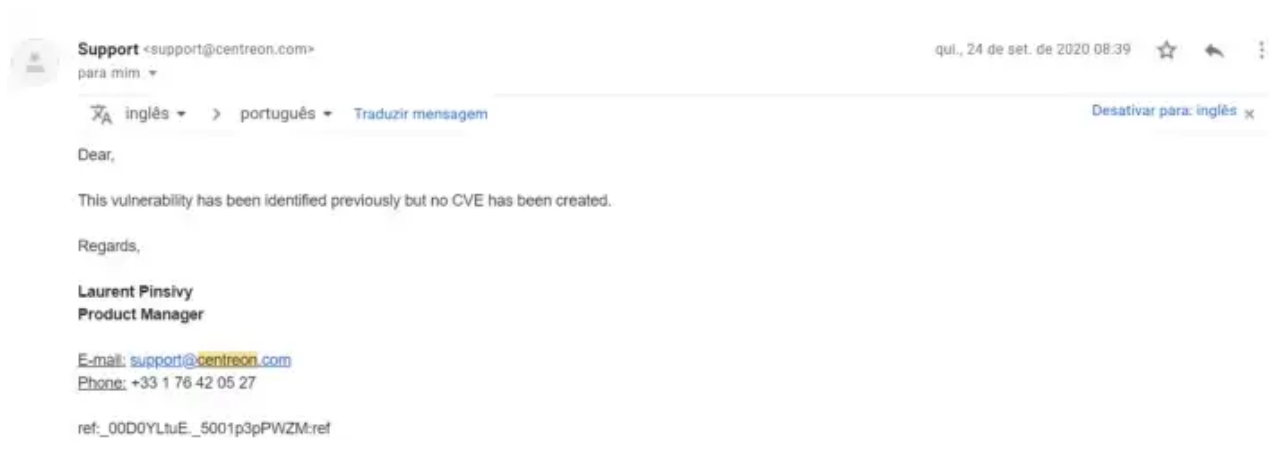 Support <support@centreon.com>
qui., 24 de set. de 2020 08:39
para mim
inglês > português Traduzir mensagem
Desativar para: inglês x
Dear,
This vulnerability has been identified previously but no CVE has been created.
Regards,
Laurent Pinsivy
Product Manager
E-mail: support@centreon.com
Phone: +33 1 76 42 05 27
ref:_00D0YLtuE._5001p3pPWZM:ref